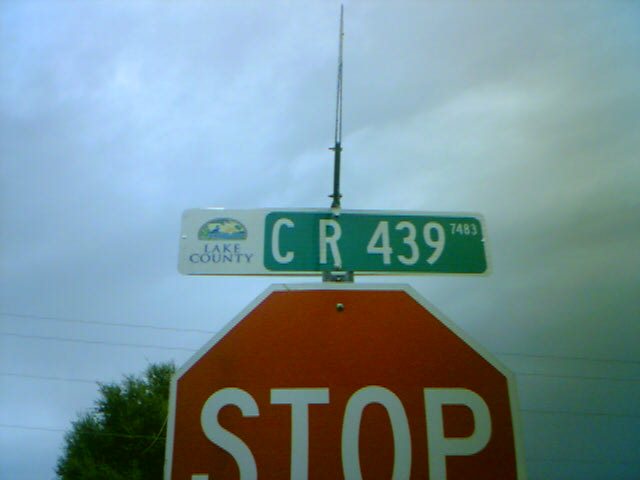 LAKE
COUNTY
C R 439 7483
STOP